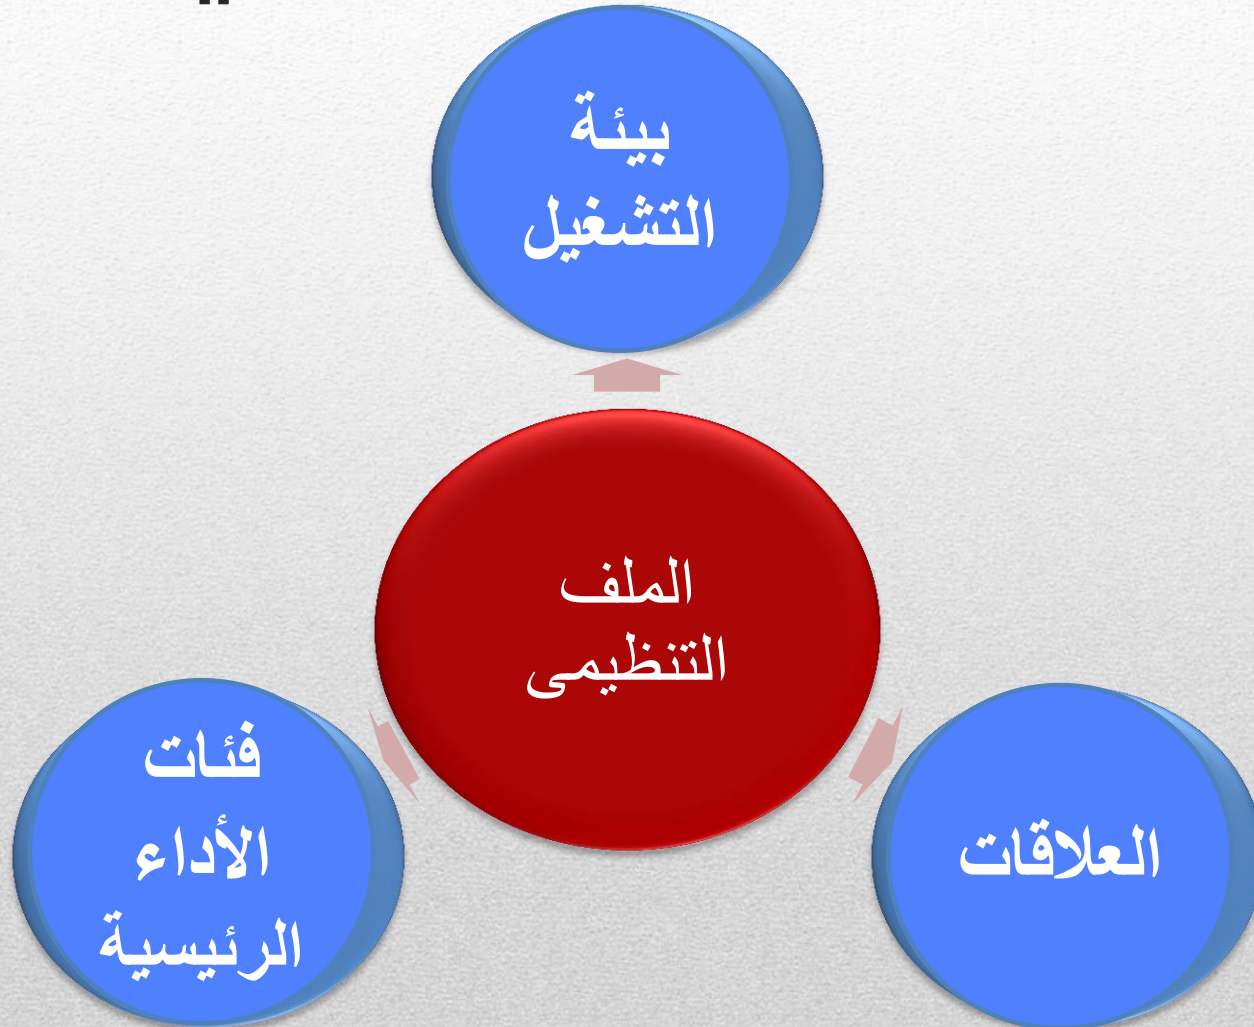 بيئة
التشغيل
الملف
التنظيمى
العلاقات
فئات
الأداء
الرئيسية